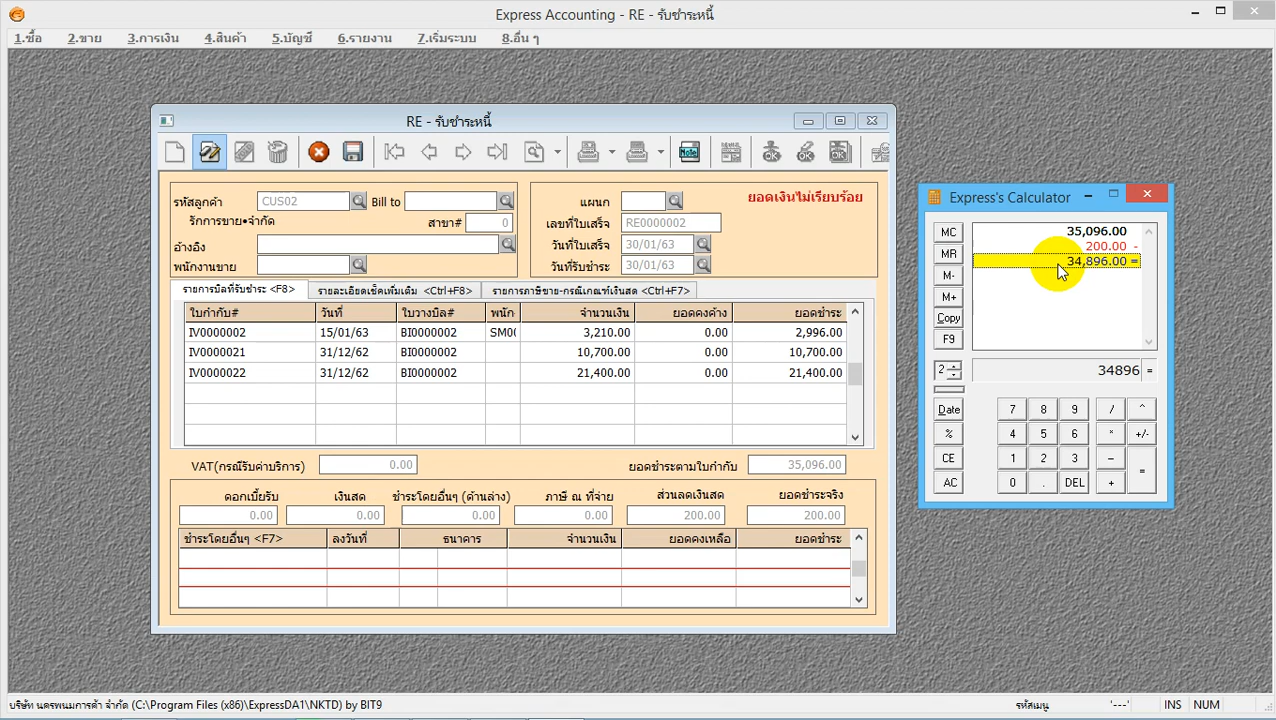 Express Accounting - RE - รับชำระหนี้
1.ซื้อ 2.ขาย 3.การเงิน 4.สินค้า 5.บัญชี 6.รายงาน 7.เริ่มระบบ 8.อื่น ๆ
RE - รับชำระหนี้
Note
OK OK OK
รหัสลูกค้า CUS02 Bill to
รักการขาย•จำกัด สาขา# 0
อ้างอิง
พนักงานขาย
แผนก ยอดเงินไม่เรียบร้อย
เลขที่ใบเสร็จ RE0000002
วันที่ใบเสร็จ 30/01/63
วันที่รับชำระ 30/01/63
รายการบิลที่รับชำระ <F8> รายละเอียดเช็คเพิ่มเติม <Ctrl+F8> รายการภาษีขาย-กรณีเกณฑ์เงินสด <Ctrl+F7>
ใบกำกับ# วันที่ ใบวางบิล# พนัก จำนวนเงิน ยอดคงค้าง ยอดชำระ
IV0000002 15/01/63 BI0000002 SM00 3,210.00 0.00 2,996.00
IV0000021 31/12/62 BI0000002 10,700.00 0.00 10,700.00
IV0000022 31/12/62 BI0000002 21,400.00 0.00 21,400.00
VAT(กรณีรับค่าบริการ) 0.00 ยอดชำระตามใบกำกับ 35,096.00
ดอกเบี้ยรับ เงินสด ชำระโดยอื่นๆ (ด้านล่าง) ภาษี ณ ที่จ่าย ส่วนลดเงินสด ยอดชำระจริง
0.00 0.00 0.00 0.00 200.00 200.00
ชำระโดยอื่นๆ <F7> ลงวันที่ ธนาคาร จำนวนเงิน ยอดคงเหลือ ยอดชำระ
Express's Calculator
MC 35,096.00
200.00 -
MR 34,896.00 =
M-
M+
Copy
F9
2 34896 =
Date 7 8 9 / ^
% 4 5 6 * +/-
CE 1 2 3 − =
AC 0 . DEL +
บริษัท นครพนมการค้า จำกัด (C:\Program Files (x86)\ExpressDA1\NKTD) by BIT9 รหัสเมนู '---' INS NUM